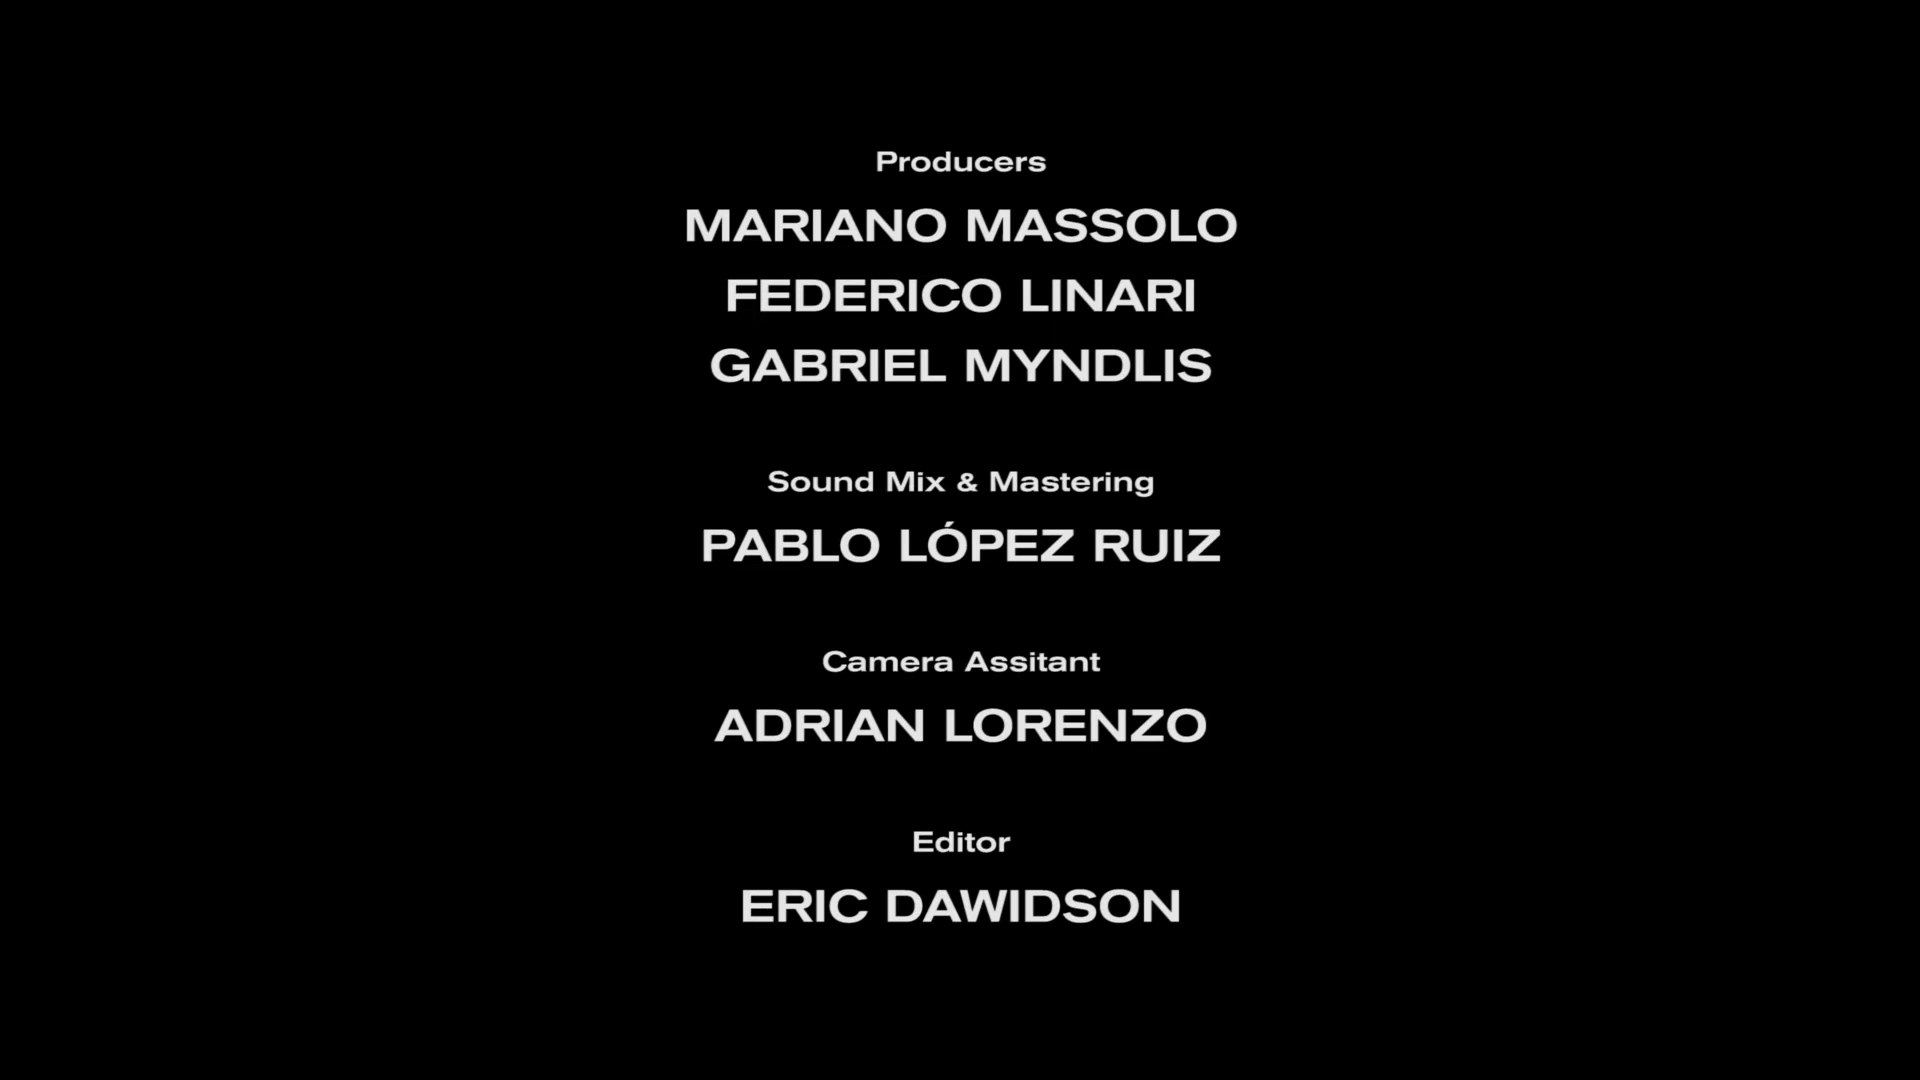 Producers
MARIANO MASSOLO
FEDERICO LINARI
GABRIEL MYNDLIS
Sound Mix & Mastering
PABLO LÓPEZ RUIZ
Camera Assitant
ADRIAN LORENZO
Editor
ERIC DAWIDSON